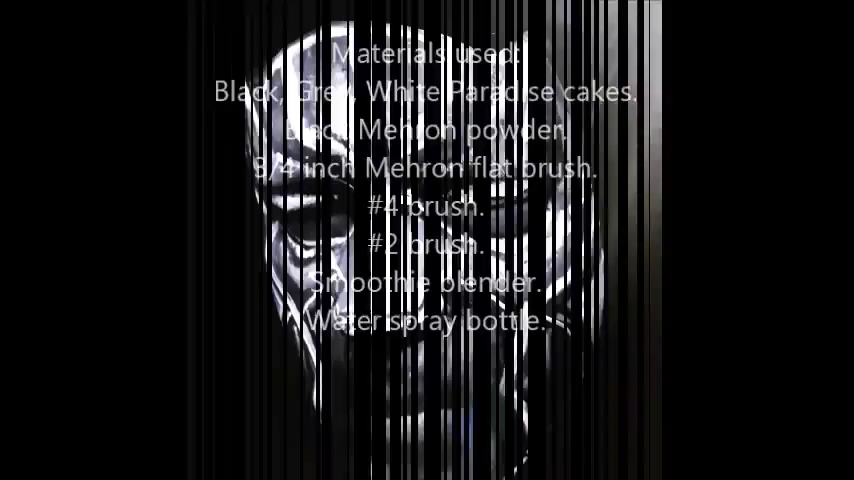 Materials used:
Black, Grey, White Paradise cakes.
Black Mehron powder.
3/4 inch Mehron flat brush.
#4 brush.
#2 brush.
Smoothie blender.
Water spray bottle.